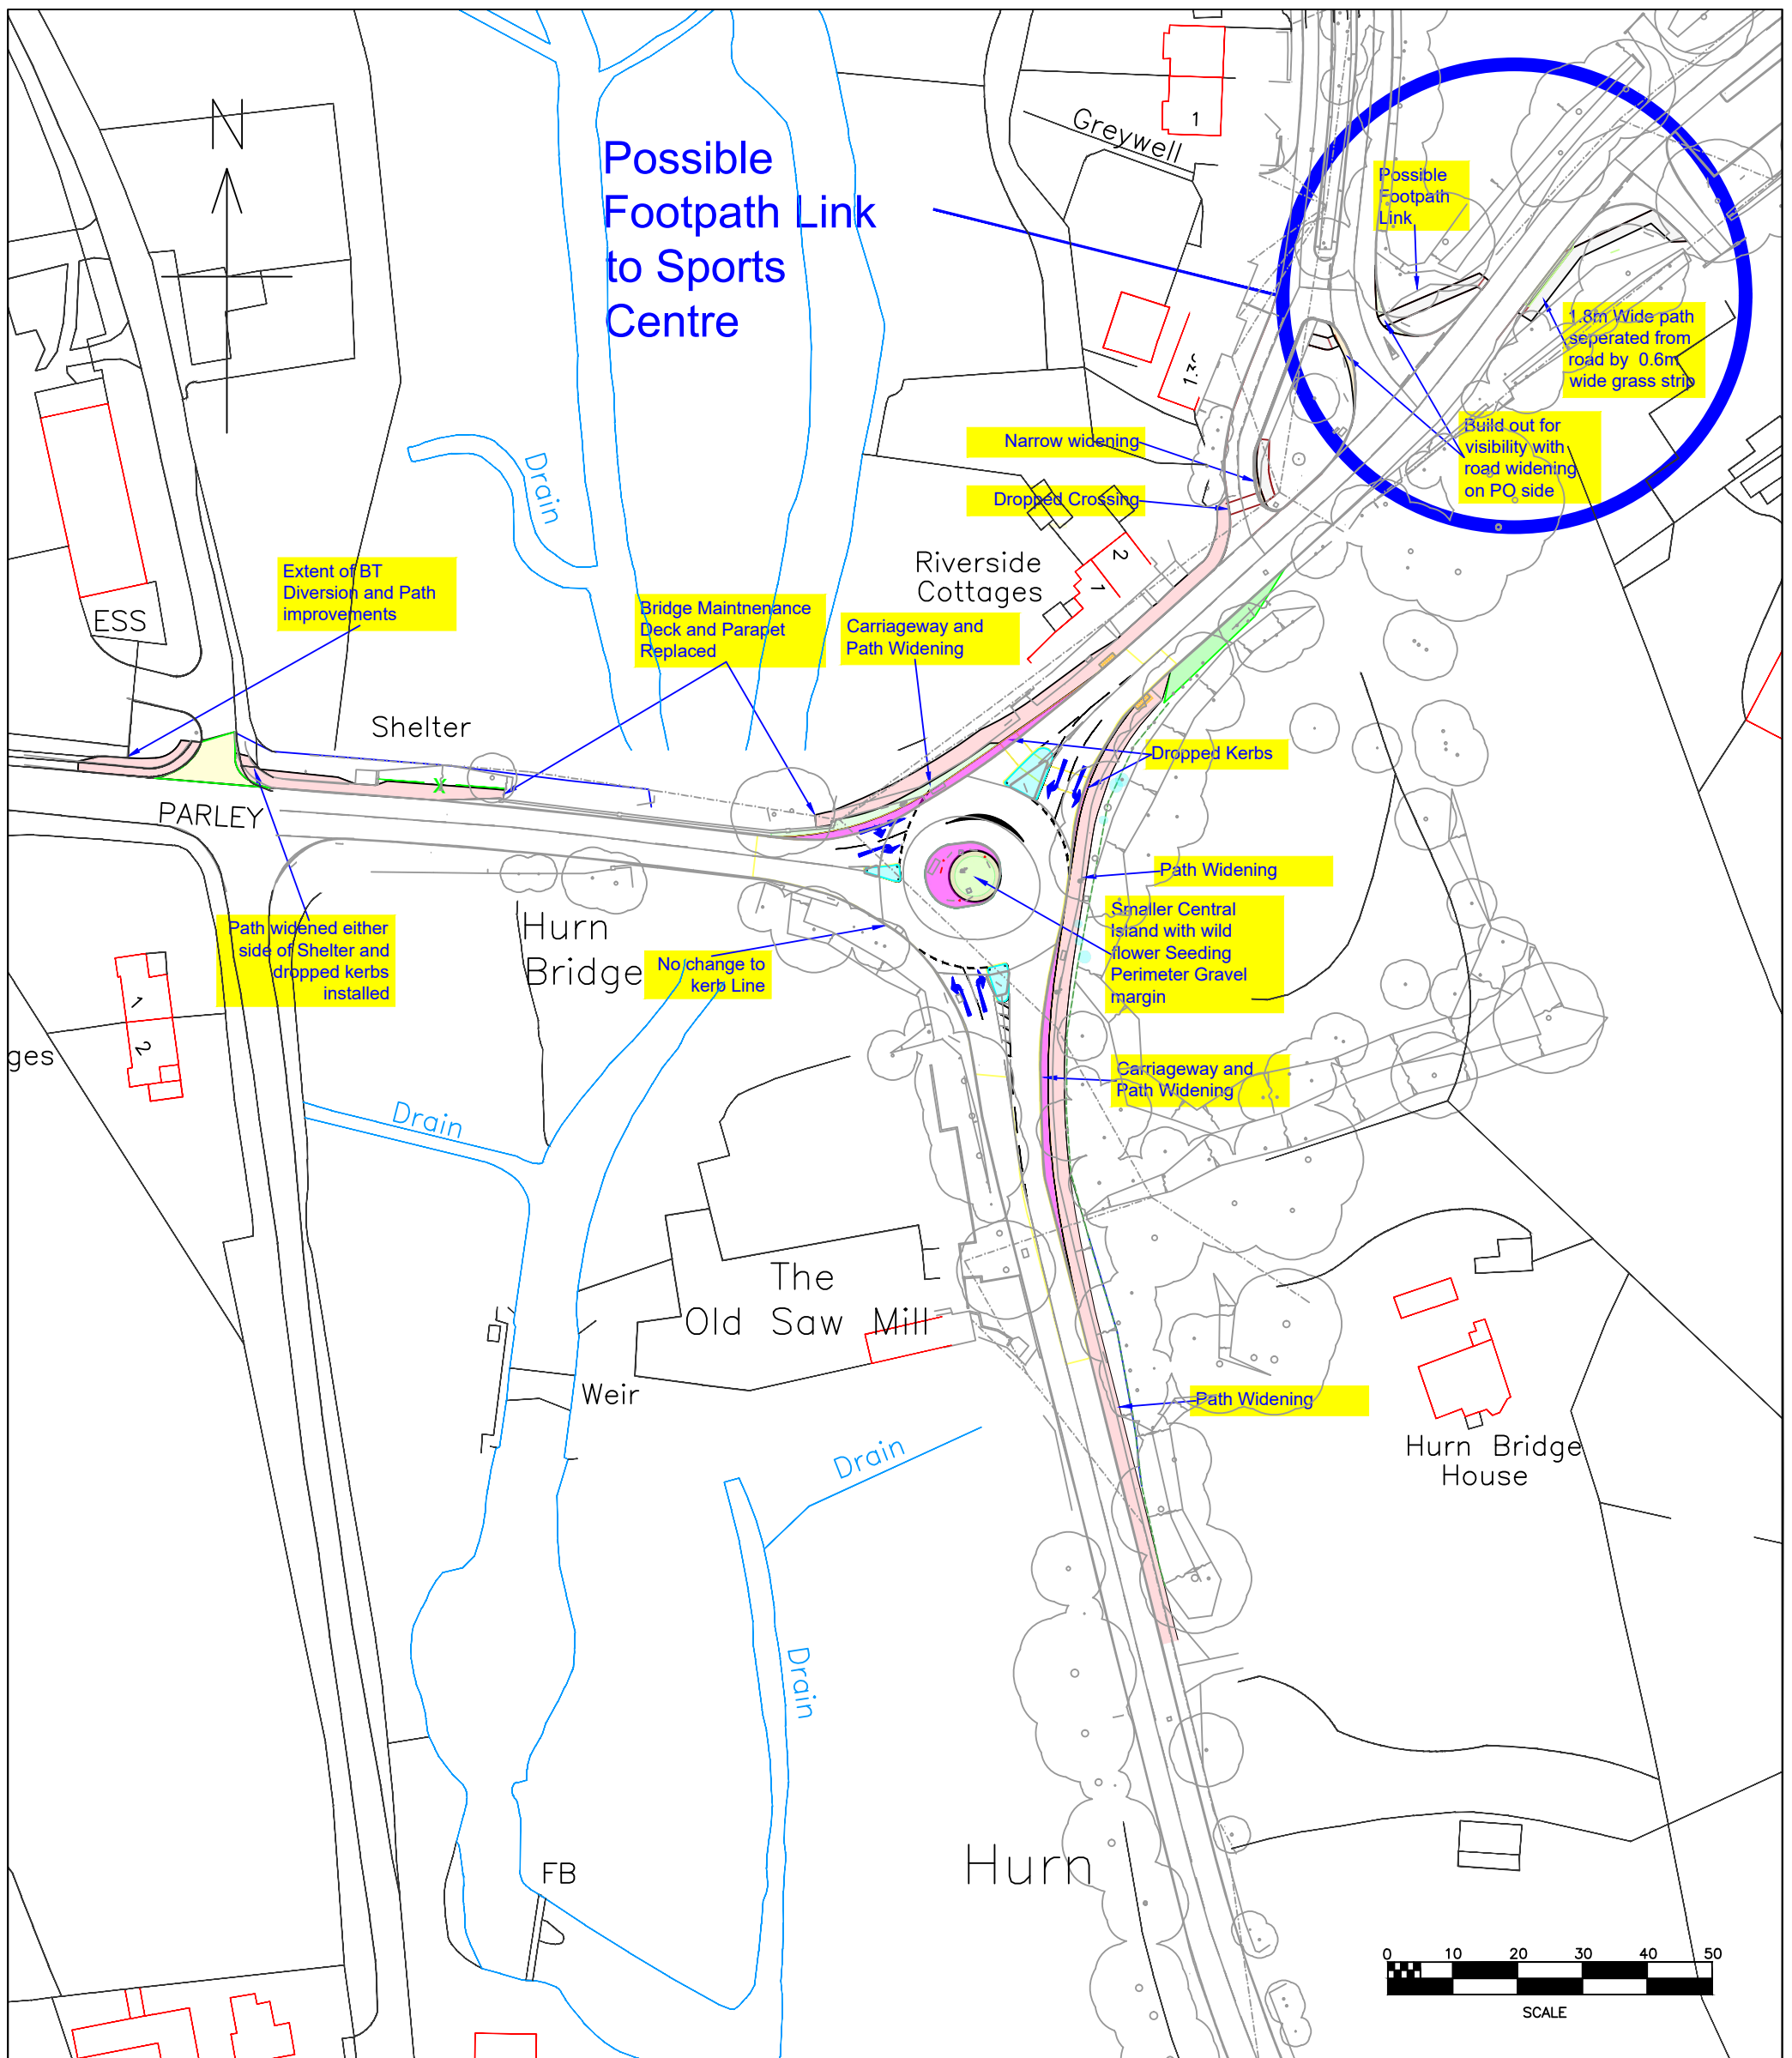 N
Possible
Footpath Link
to Sports
Centre
Greywell
1
Possible
Footpath
Link
1.8m Wide path
seperated from
road by 0.6m
wide grass strip
Build out for
visibility with
road widening
on PO side
Narrow widening
Dropped Crossing
Drain
Riverside
Cottages
2
1
ESS
Extent of BT
Diversion and Path
improvements
Bridge Maintnenance
Deck and Parapet
Replaced
Carriageway and
Path Widening
Shelter
X
PARLEY
Dropped Kerbs
Path Widening
Path widened either
side of Shelter and
dropped kerbs
installed
Hurn
Bridge
No change to
kerb Line
Smaller Central
Island with wild
flower Seeding
Perimeter Gravel
margin
1
2
ges
Drain
Carriageway and
Path Widening
The
Old Saw Mill
Weir
Path Widening
Hurn Bridge
House
Drain
Drain
FB
Hurn
0 10 20 30 40 50
SCALE